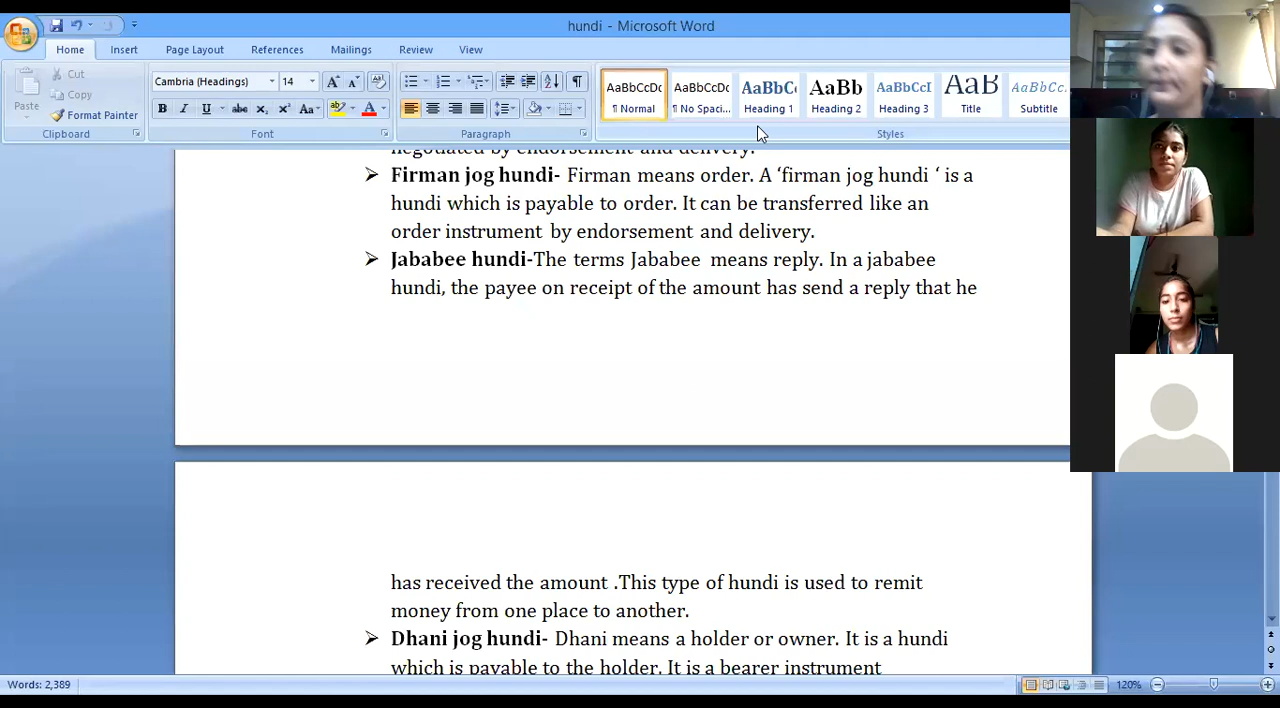 hundi - Microsoft Word
Home Insert Page Layout References Mailings Review View
Paste
Cut
Copy
Format Painter
Clipboard
Cambria (Headings) 14
Font
Paragraph
AaBbCcDc AaBbCcDc AaBbC AaBb AaBbCcI AaB AaBbCcI
¶ Normal ¶ No Spaci... Heading 1 Heading 2 Heading 3 Title Subtitle
Styles
negotiated by endorsement and delivery.
➢ Firman jog hundi- Firman means order. A ‘firman jog hundi ‘ is a
hundi which is payable to order. It can be transferred like an
order instrument by endorsement and delivery.
➢ Jababee hundi-The terms Jababee means reply. In a jababee
hundi, the payee on receipt of the amount has send a reply that he
has received the amount .This type of hundi is used to remit
money from one place to another.
➢ Dhani jog hundi- Dhani means a holder or owner. It is a hundi
which is payable to the holder. It is a bearer instrument
Words: 2,389
120%